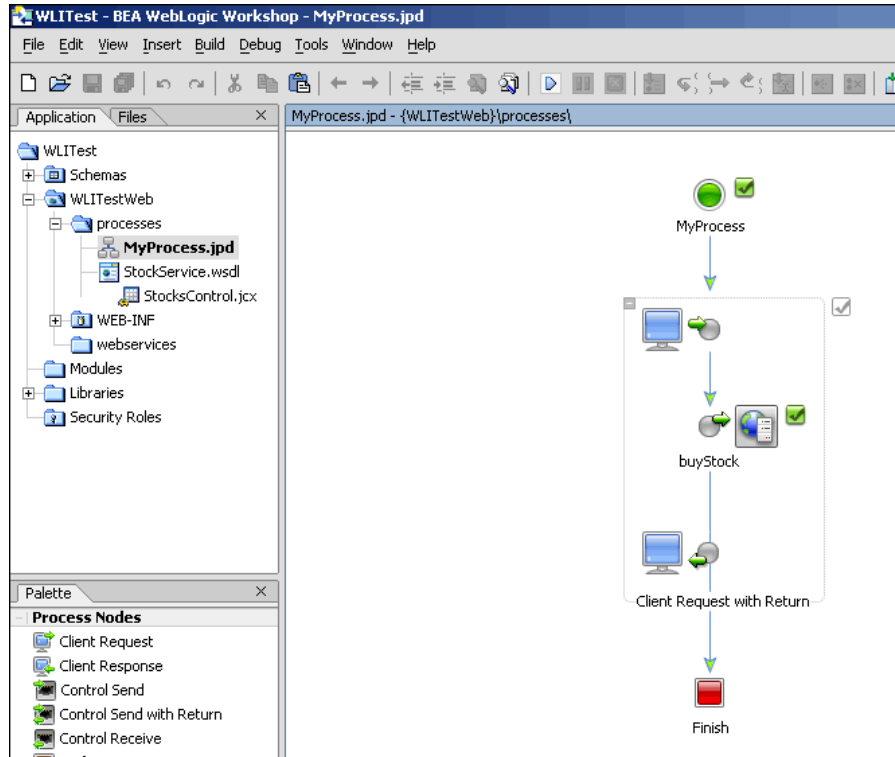 WLITest - BEA WebLogic Workshop - MyProcess.jpd
File Edit View Insert Build Debug Tools Window Help
Application Files
MyProcess.jpd - {WLITestWeb}\processes\
WLITest
Schemas
WLITestWeb
processes
MyProcess.jpd
StockService.wsdl
StocksControl.jcx
WEB-INF
webservices
Modules
Libraries
Security Roles
MyProcess
buyStock
Client Request with Return
Finish
Palette
Process Nodes
Client Request
Client Response
Control Send
Control Send with Return
Control Receive